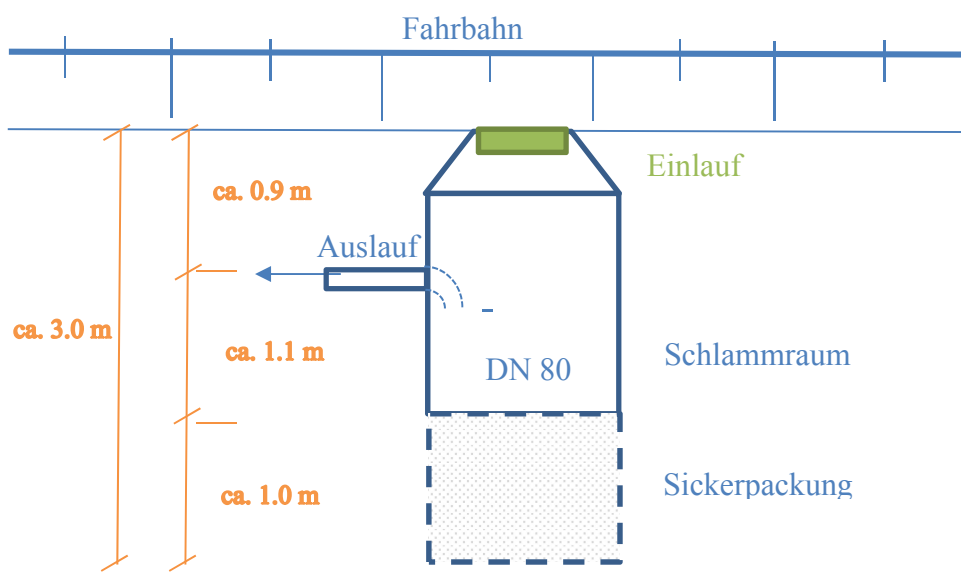 Fahrbahn
Einlauf
ca. 0.9 m
Auslauf
ca. 3.0 m
ca. 1.1 m
Schlammraum
DN 80
Sickerpackung
ca. 1.0 m